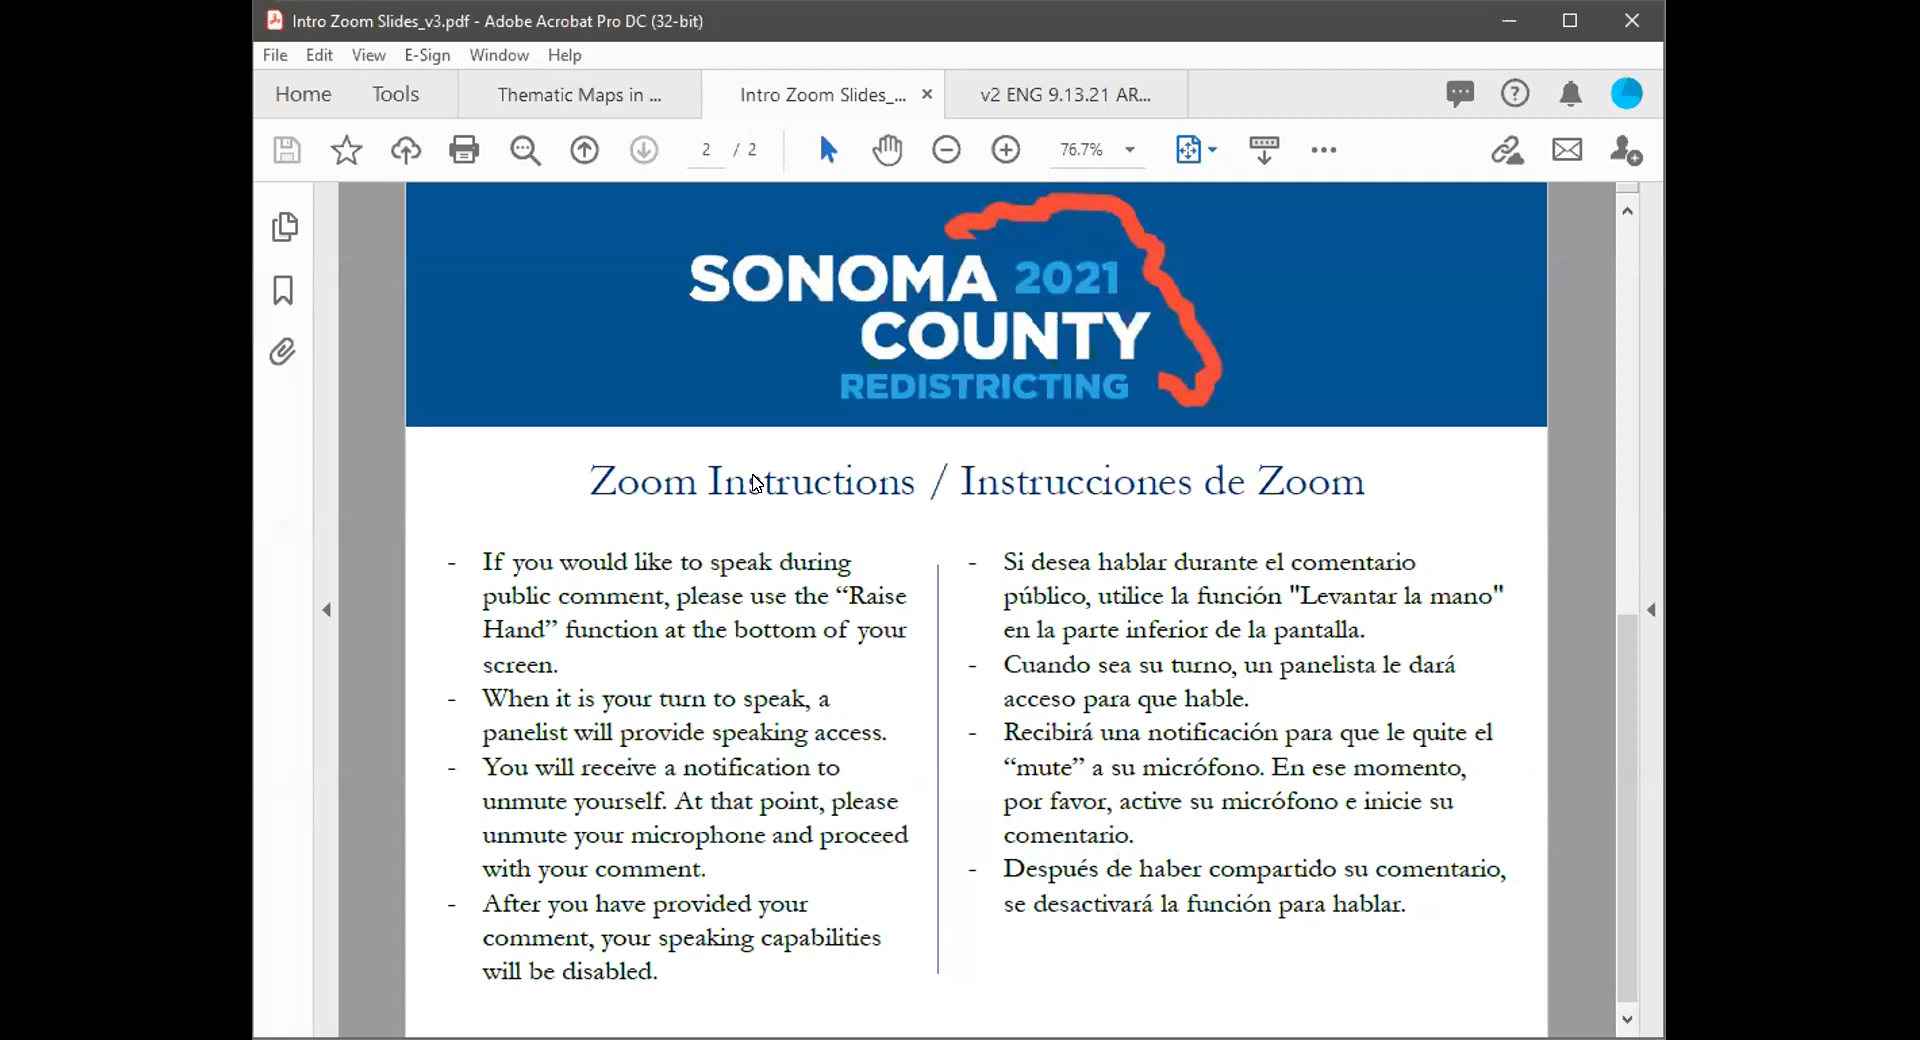 Intro Zoom Slides_v3.pdf - Adobe Acrobat Pro DC (32-bit)
File Edit View E-Sign Window Help
Home Tools Thematic Maps in ... Intro Zoom Slides_... × v2 ENG 9.13.21 AR...
2 / 2 76.7%
SONOMA 2021
COUNTY
REDISTRICTING
Zoom Instructions / Instrucciones de Zoom
- If you would like to speak during
public comment, please use the “Raise
Hand” function at the bottom of your
screen.
- When it is your turn to speak, a
panelist will provide speaking access.
- You will receive a notification to
unmute yourself. At that point, please
unmute your microphone and proceed
with your comment.
- After you have provided your
comment, your speaking capabilities
will be disabled.
- Si desea hablar durante el comentario
público, utilice la función "Levantar la mano"
en la parte inferior de la pantalla.
- Cuando sea su turno, un panelista le dará
acceso para que hable.
- Recibirá una notificación para que le quite el
“mute” a su micrófono. En ese momento,
por favor, active su micrófono e inicie su
comentario.
- Después de haber compartido su comentario,
se desactivará la función para hablar.